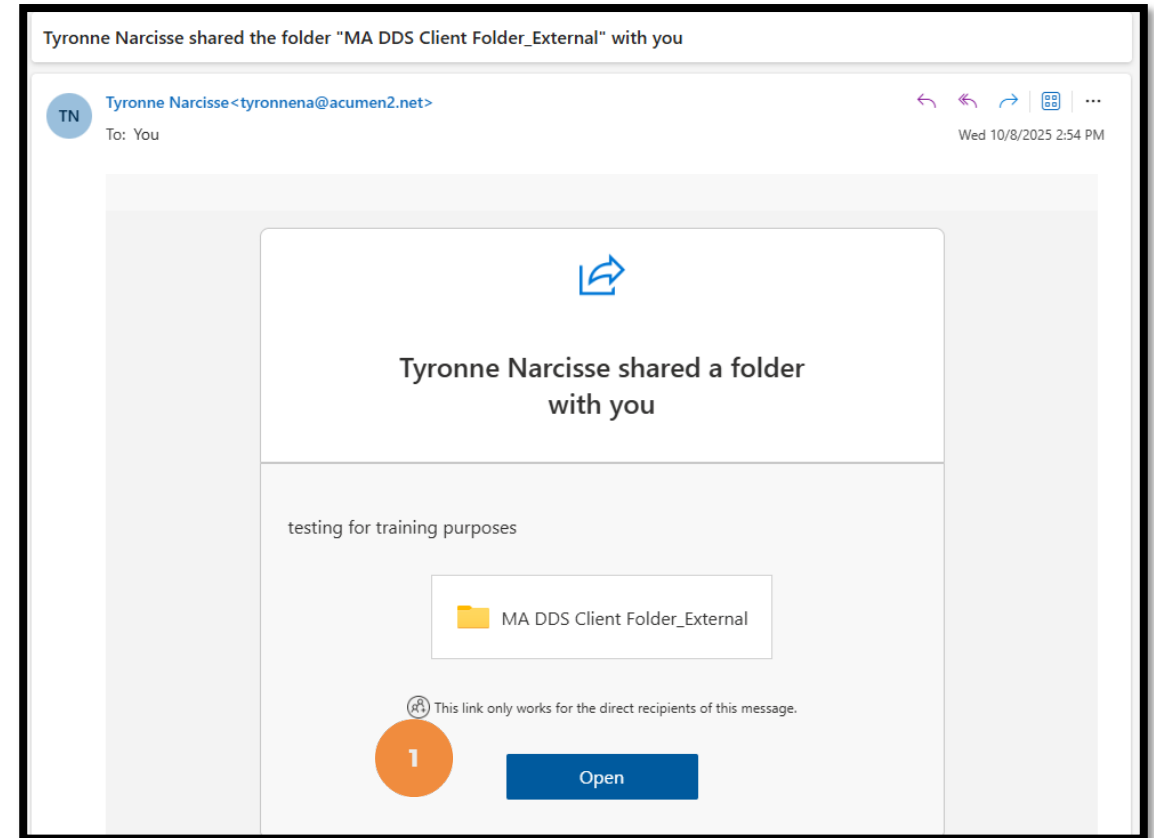 Tyronne Narcisse shared the folder "MA DDS Client Folder_External" with you
TN
Tyronne Narcisse<tyronnena@acumen2.net>
To: You
Wed 10/8/2025 2:54 PM
Tyronne Narcisse shared a folder
with you
testing for training purposes
MA DDS Client Folder_External
This link only works for the direct recipients of this message.
1
Open